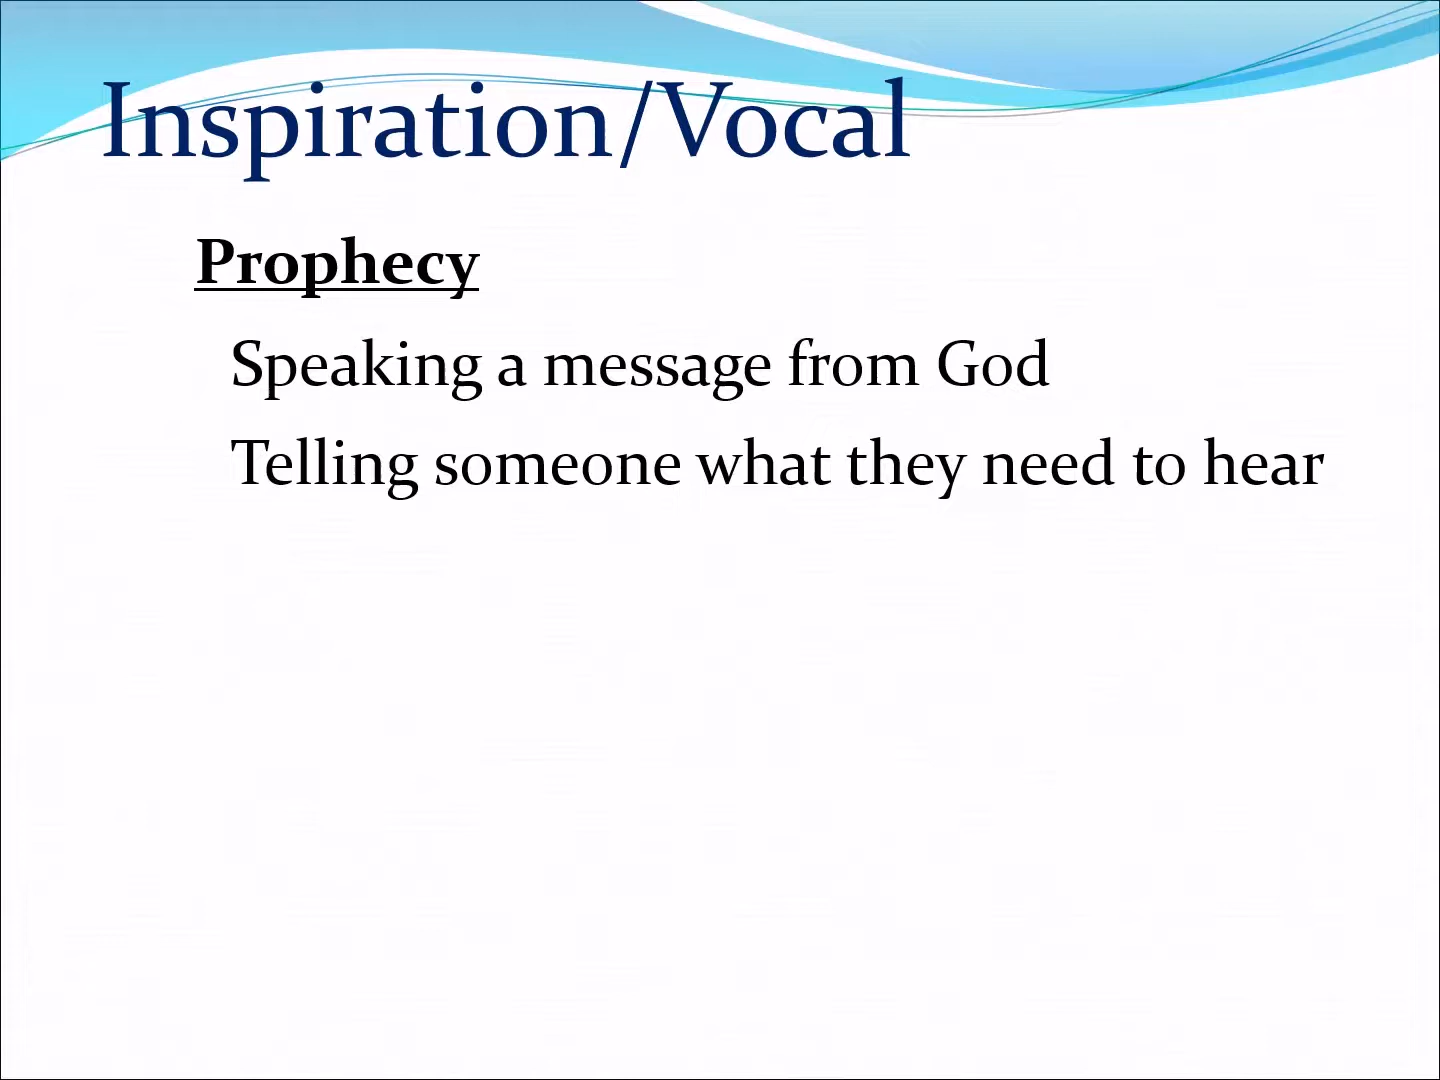 Inspiration/Vocal
Prophecy
Speaking a message from God
Telling someone what they need to hear